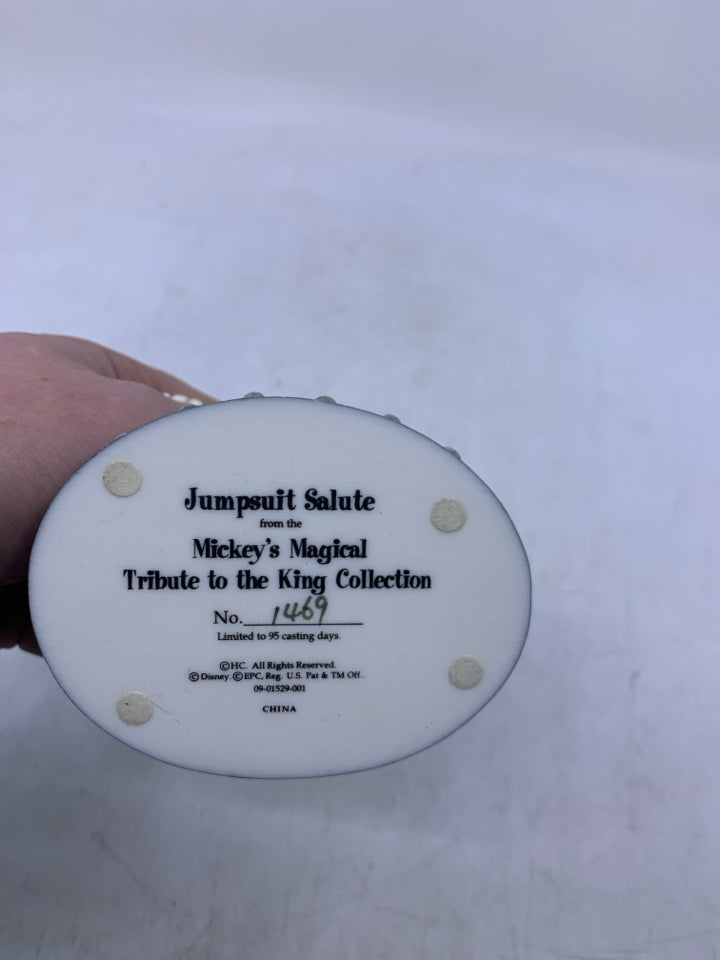 Jumpsuit Salute
from the
Mickey's Magical
Tribute to the King Collection
No. 1469
Limited to 95 casting days.
©HC. All Rights Reserved.
©Disney. ©EPC, Reg. U.S. Pat & TM Off..
09-01529-001
CHINA